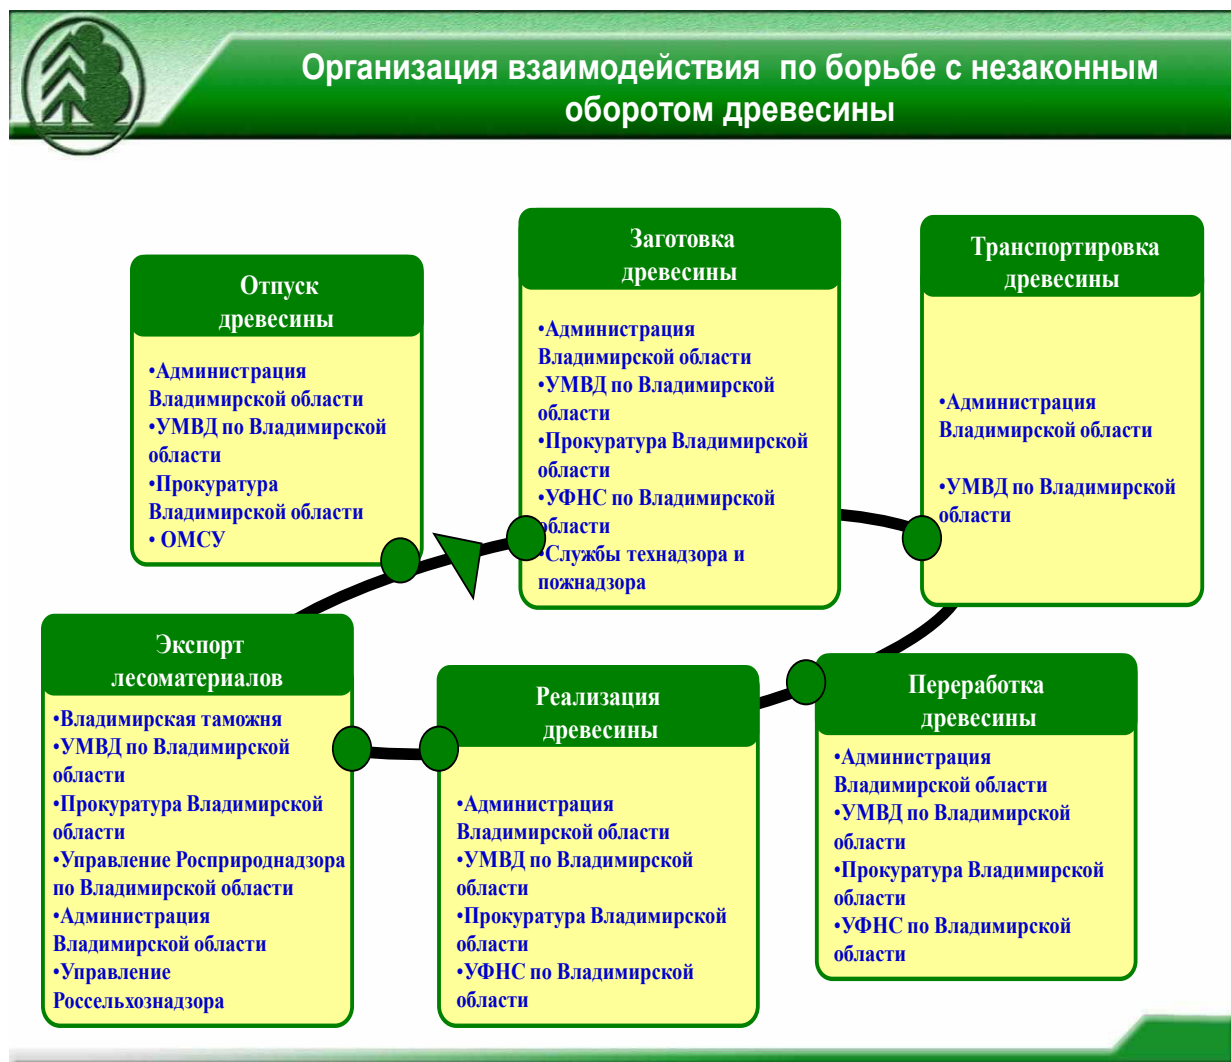 Организация взаимодействия по борьбе с незаконным
оборотом древесины
Отпуск
древесины
•Администрация
Владимирской области
•УМВД по Владимирской
области
•Прокуратура
Владимирской области
• ОМСУ
Заготовка
древесины
•Администрация
Владимирской области
•УМВД по Владимирской
области
•Прокуратура Владимирской
области
•УФНС по Владимирской
области
•Службы технадзора и
пожнадзора
Транспортировка
древесины
•Администрация
Владимирской области
•УМВД по Владимирской
области
Экспорт
лесоматериалов
•Владимирская таможня
•УМВД по Владимирской
области
•Прокуратура Владимирской
области
•Управление Росприроднадзора
по Владимирской области
•Администрация
Владимирской области
•Управление
Россельхознадзора
Реализация
древесины
•Администрация
Владимирской области
•УМВД по Владимирской
области
•Прокуратура Владимирской
области
•УФНС по Владимирской
области
Переработка
древесины
•Администрация
Владимирской области
•УМВД по Владимирской
области
•Прокуратура Владимирской
области
•УФНС по Владимирской
области